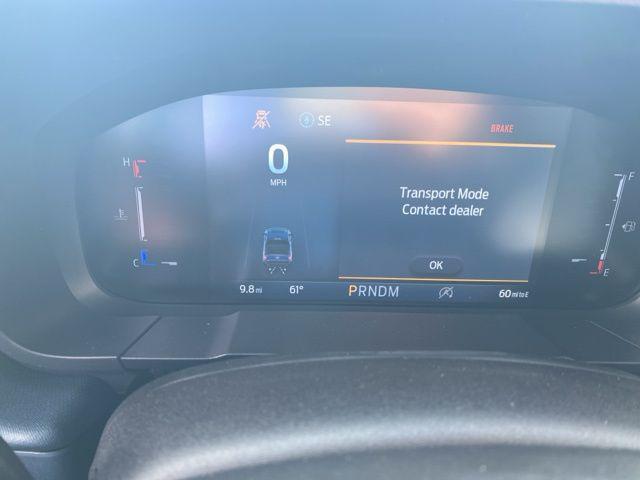 SE
BRAKE
0
MPH
H
C
Transport Mode
Contact dealer
OK
F
E
9.8 mi
61°
PRNDM
60 mi to E